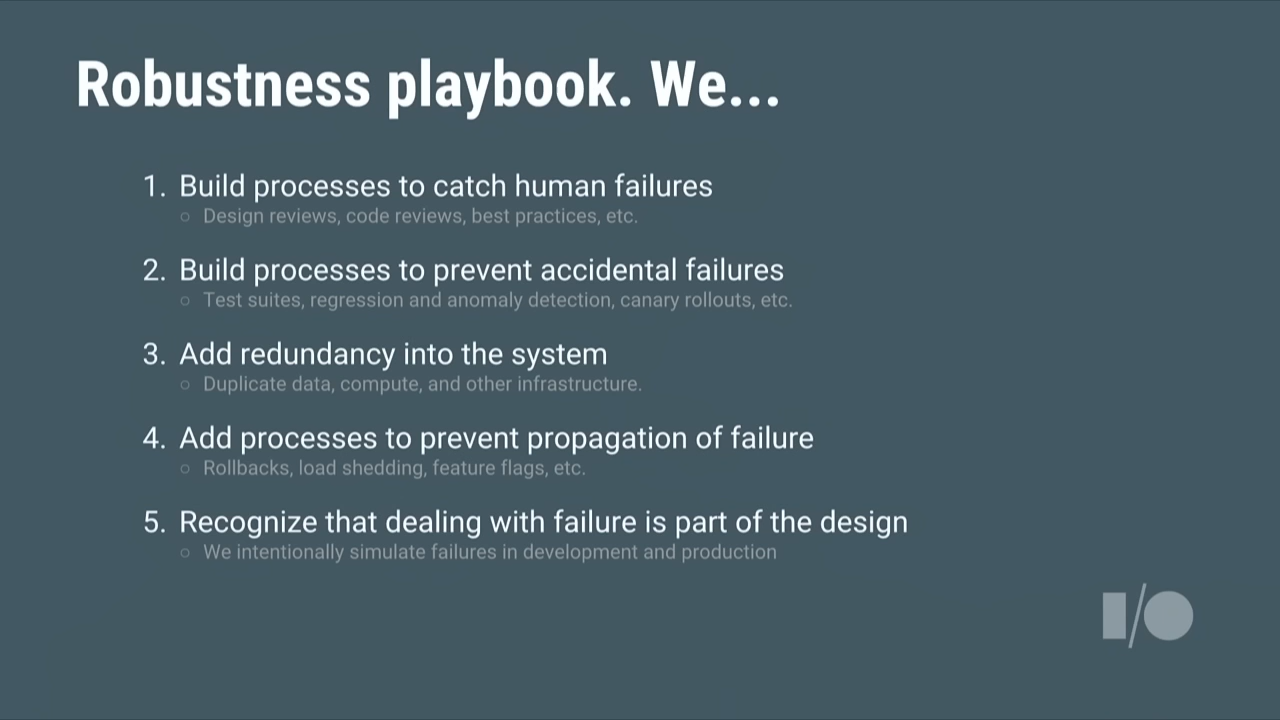 Robustness playbook. We...
1. Build processes to catch human failures
○ Design reviews, code reviews, best practices, etc.
2. Build processes to prevent accidental failures
○ Test suites, regression and anomaly detection, canary rollouts, etc.
3. Add redundancy into the system
○ Duplicate data, compute, and other infrastructure.
4. Add processes to prevent propagation of failure
○ Rollbacks, load shedding, feature flags, etc.
5. Recognize that dealing with failure is part of the design
○ We intentionally simulate failures in development and production
I/O